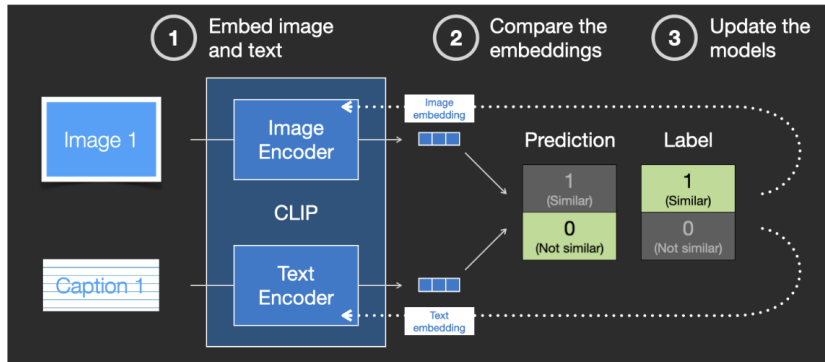 1 Embed image
and text
2 Compare the
embeddings
3 Update the
models
Image 1
Image
Encoder
Image
embedding
CLIP
Prediction
Label
1
(Similar)
0
(Not similar)
1
(Similar)
0
(Not similar)
Caption 1
Text
Encoder
Text
embedding